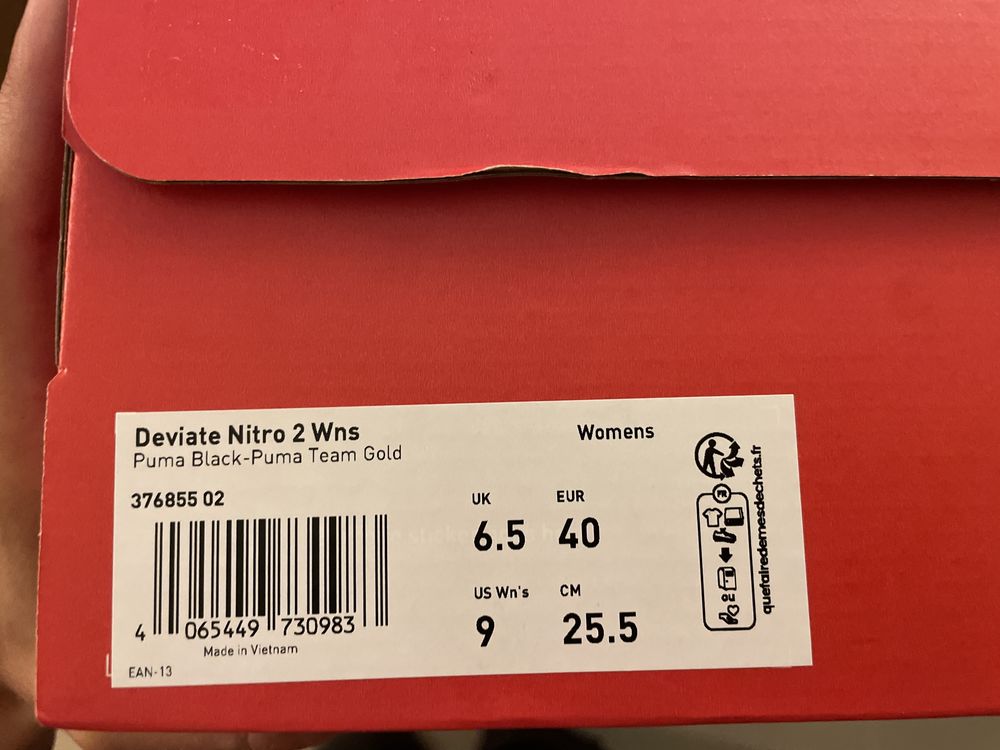 Deviate Nitro 2 Wns
Womens
Puma Black-Puma Team Gold
376855 02
UK
EUR
6.5
40
US Wn's
CM
9
25.5
4 065449 730983
Made in Vietnam
EAN-13
FR
quefairedemesdechets.fr